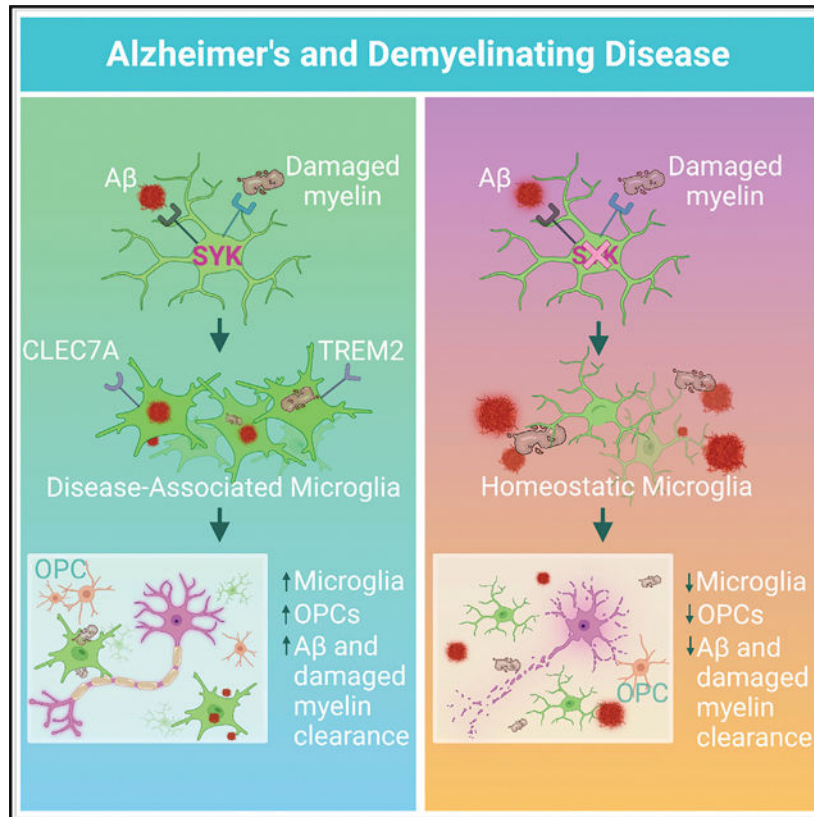 Alzheimer's and Demyelinating Disease
Aβ
Damaged
myelin
SYK
CLEC7A
TREM2
Disease-Associated Microglia
OPC
↑Microglia
↑OPCs
↑Aβ and
damaged
myelin
clearance
Aβ
Damaged
myelin
SYK
Homeostatic Microglia
OPC
↓Microglia
↓OPCs
↓Aβ and
damaged
myelin
clearance